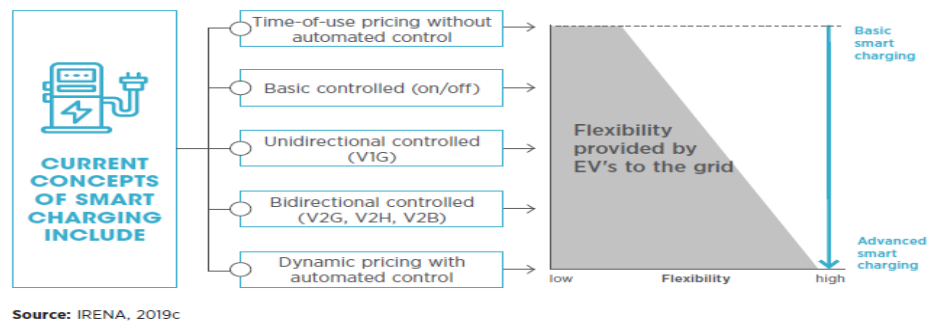 CURRENT
CONCEPTS
OF SMART
CHARGING
INCLUDE
Time-of-use pricing without
automated control
Basic controlled (on/off)
Unidirectional controlled
(V1G)
Bidirectional controlled
(V2G, V2H, V2B)
Dynamic pricing with
automated control
Flexibility
provided by
EV's to the grid
low
Flexibility
high
Basic
smart
charging
Advanced
smart
charging
Source: IRENA, 2019c